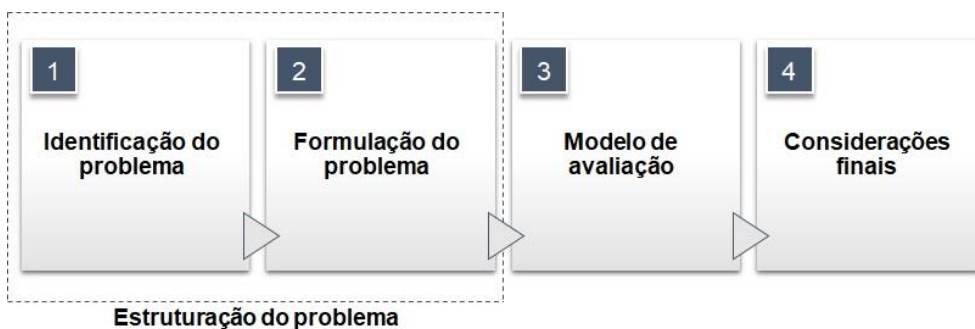 1
Identificação do
problema
2
Formulação do
problema
3
Modelo de
avaliação
4
Considerações
finais
Estruturação do problema